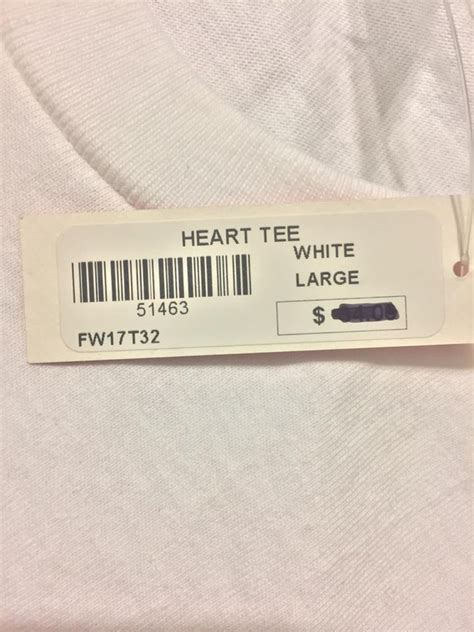 HEART TEE
WHITE
LARGE
51463
$
FW17T32